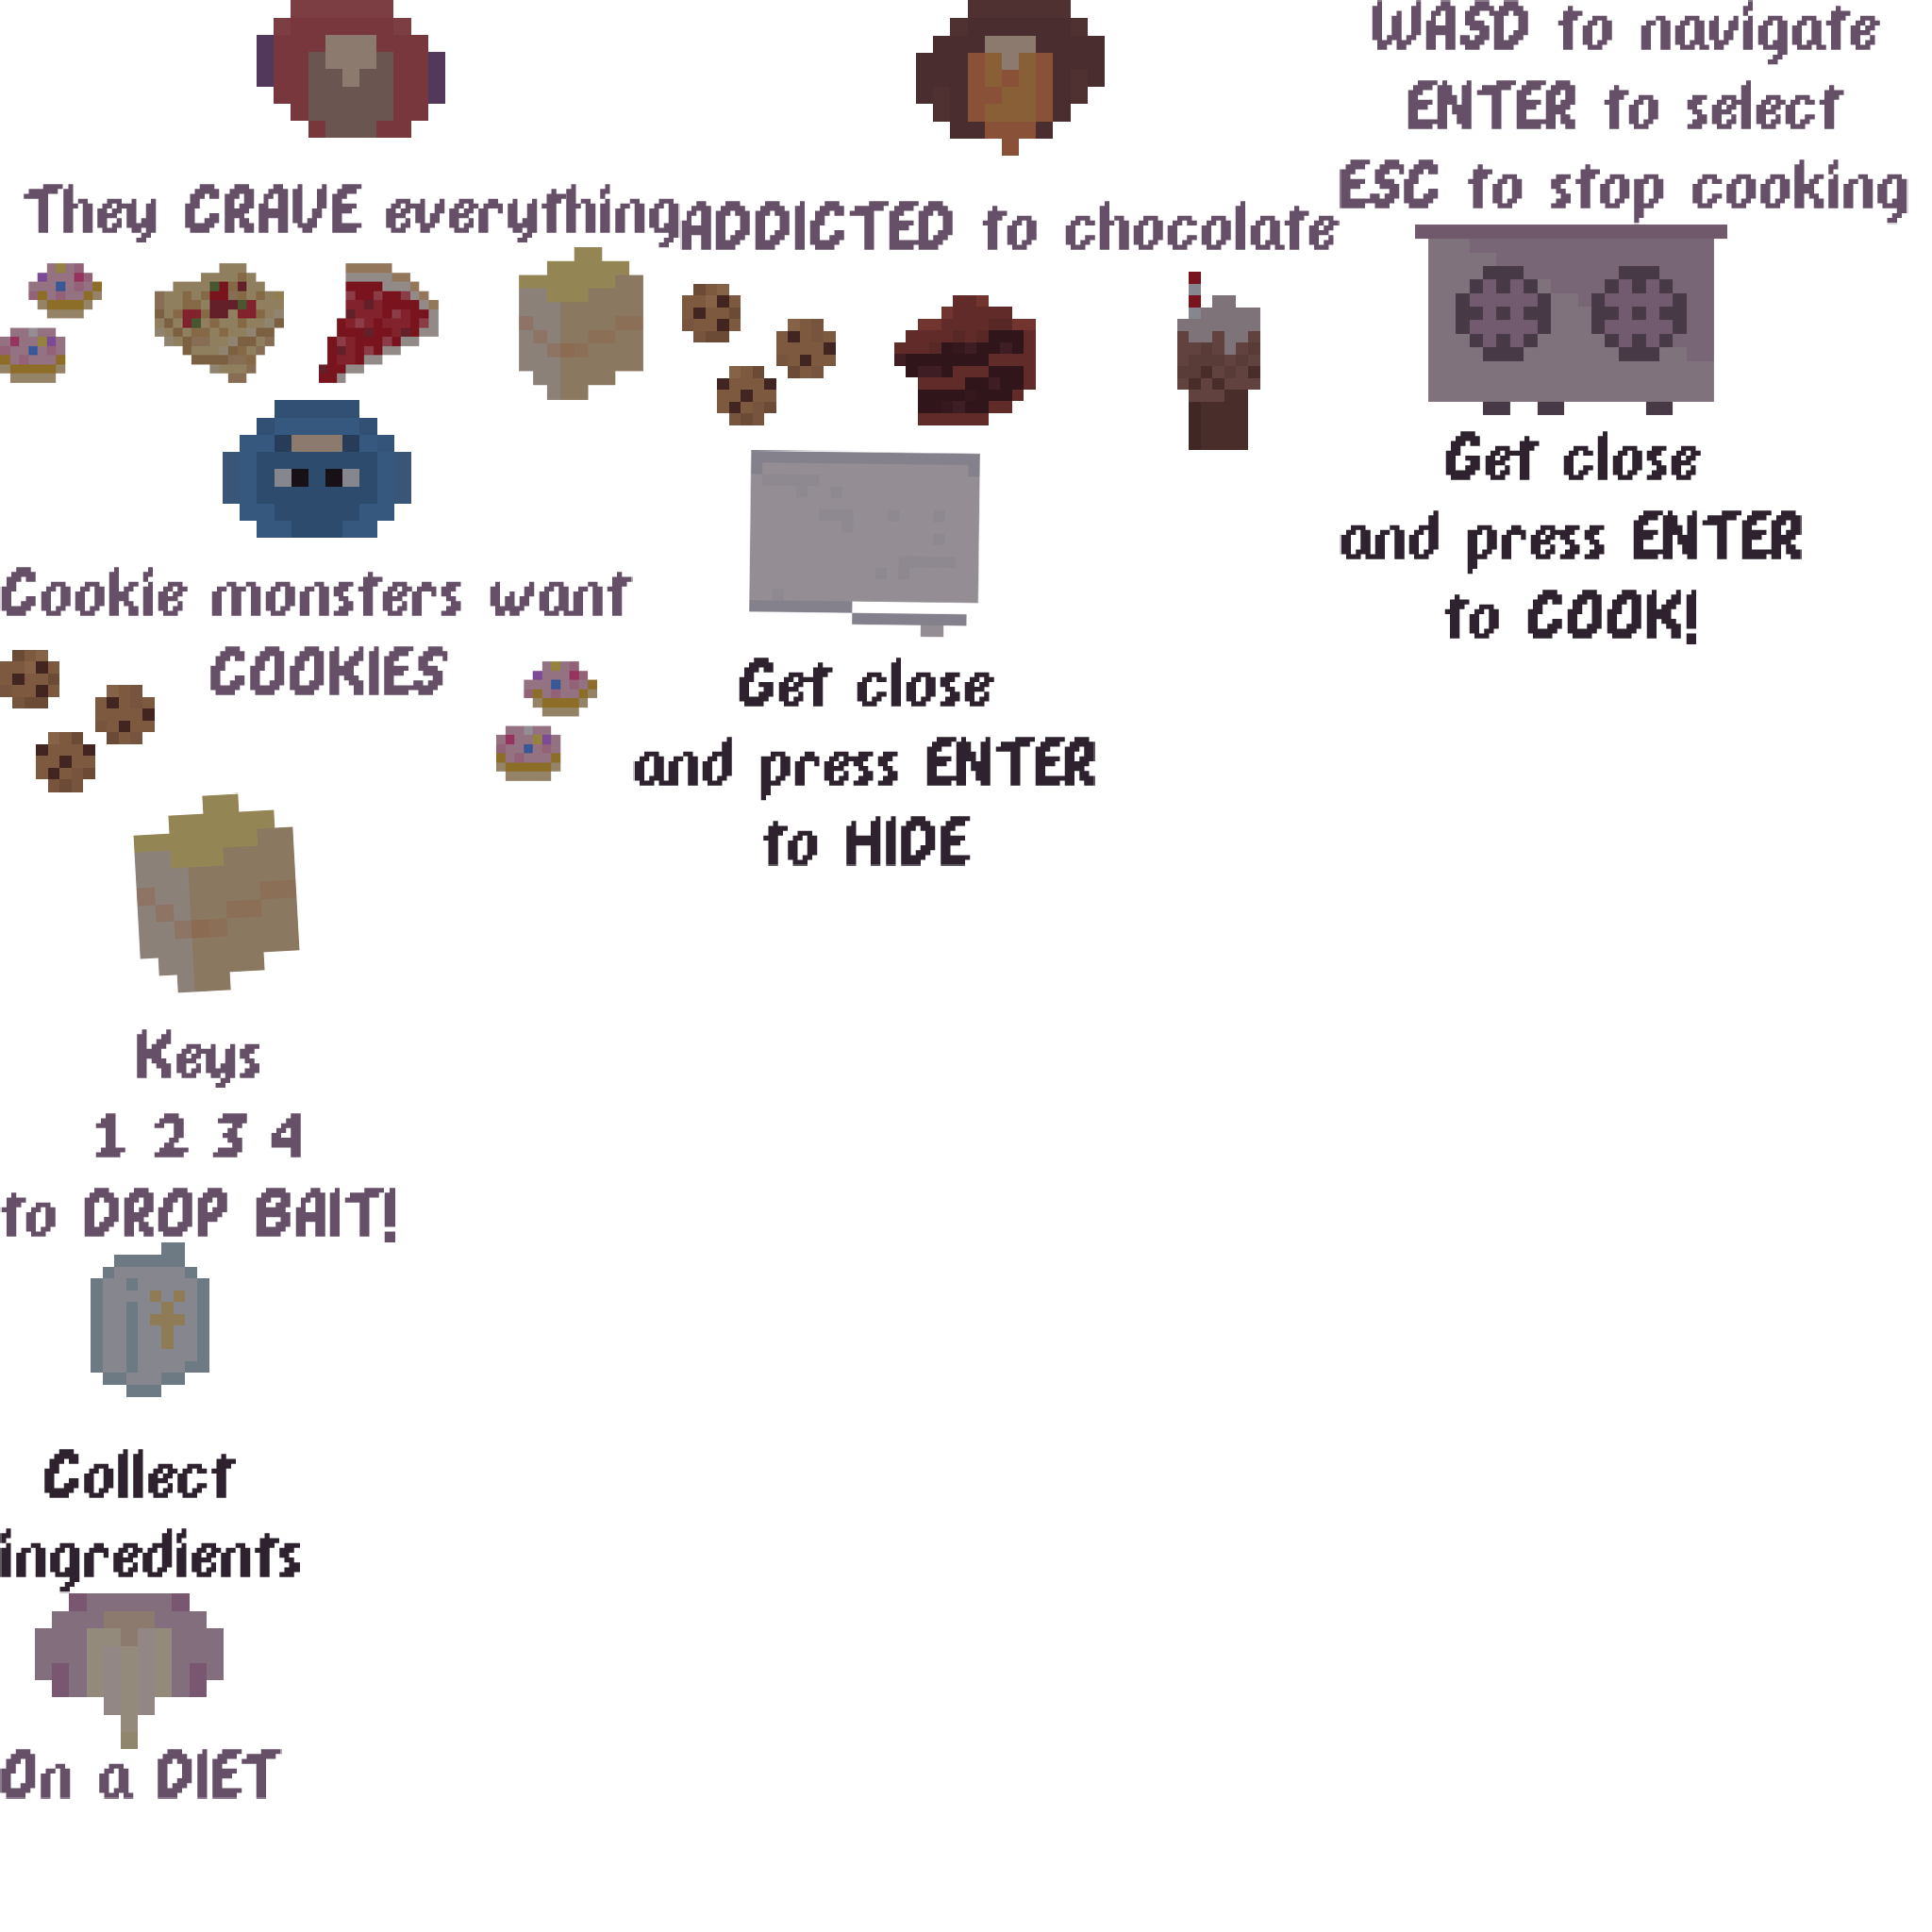 WASD to navigate
ENTER to select
ESC to stop cooking
They CRAVE everything
ADDICTED to chocolate
Get close
and press ENTER
to COOK!
Cookie monsters want
COOKIES
Get close
and press ENTER
to HIDE
Keys
1 2 3 4
to DROP BAIT!
Collect
ingredients
On a DIET